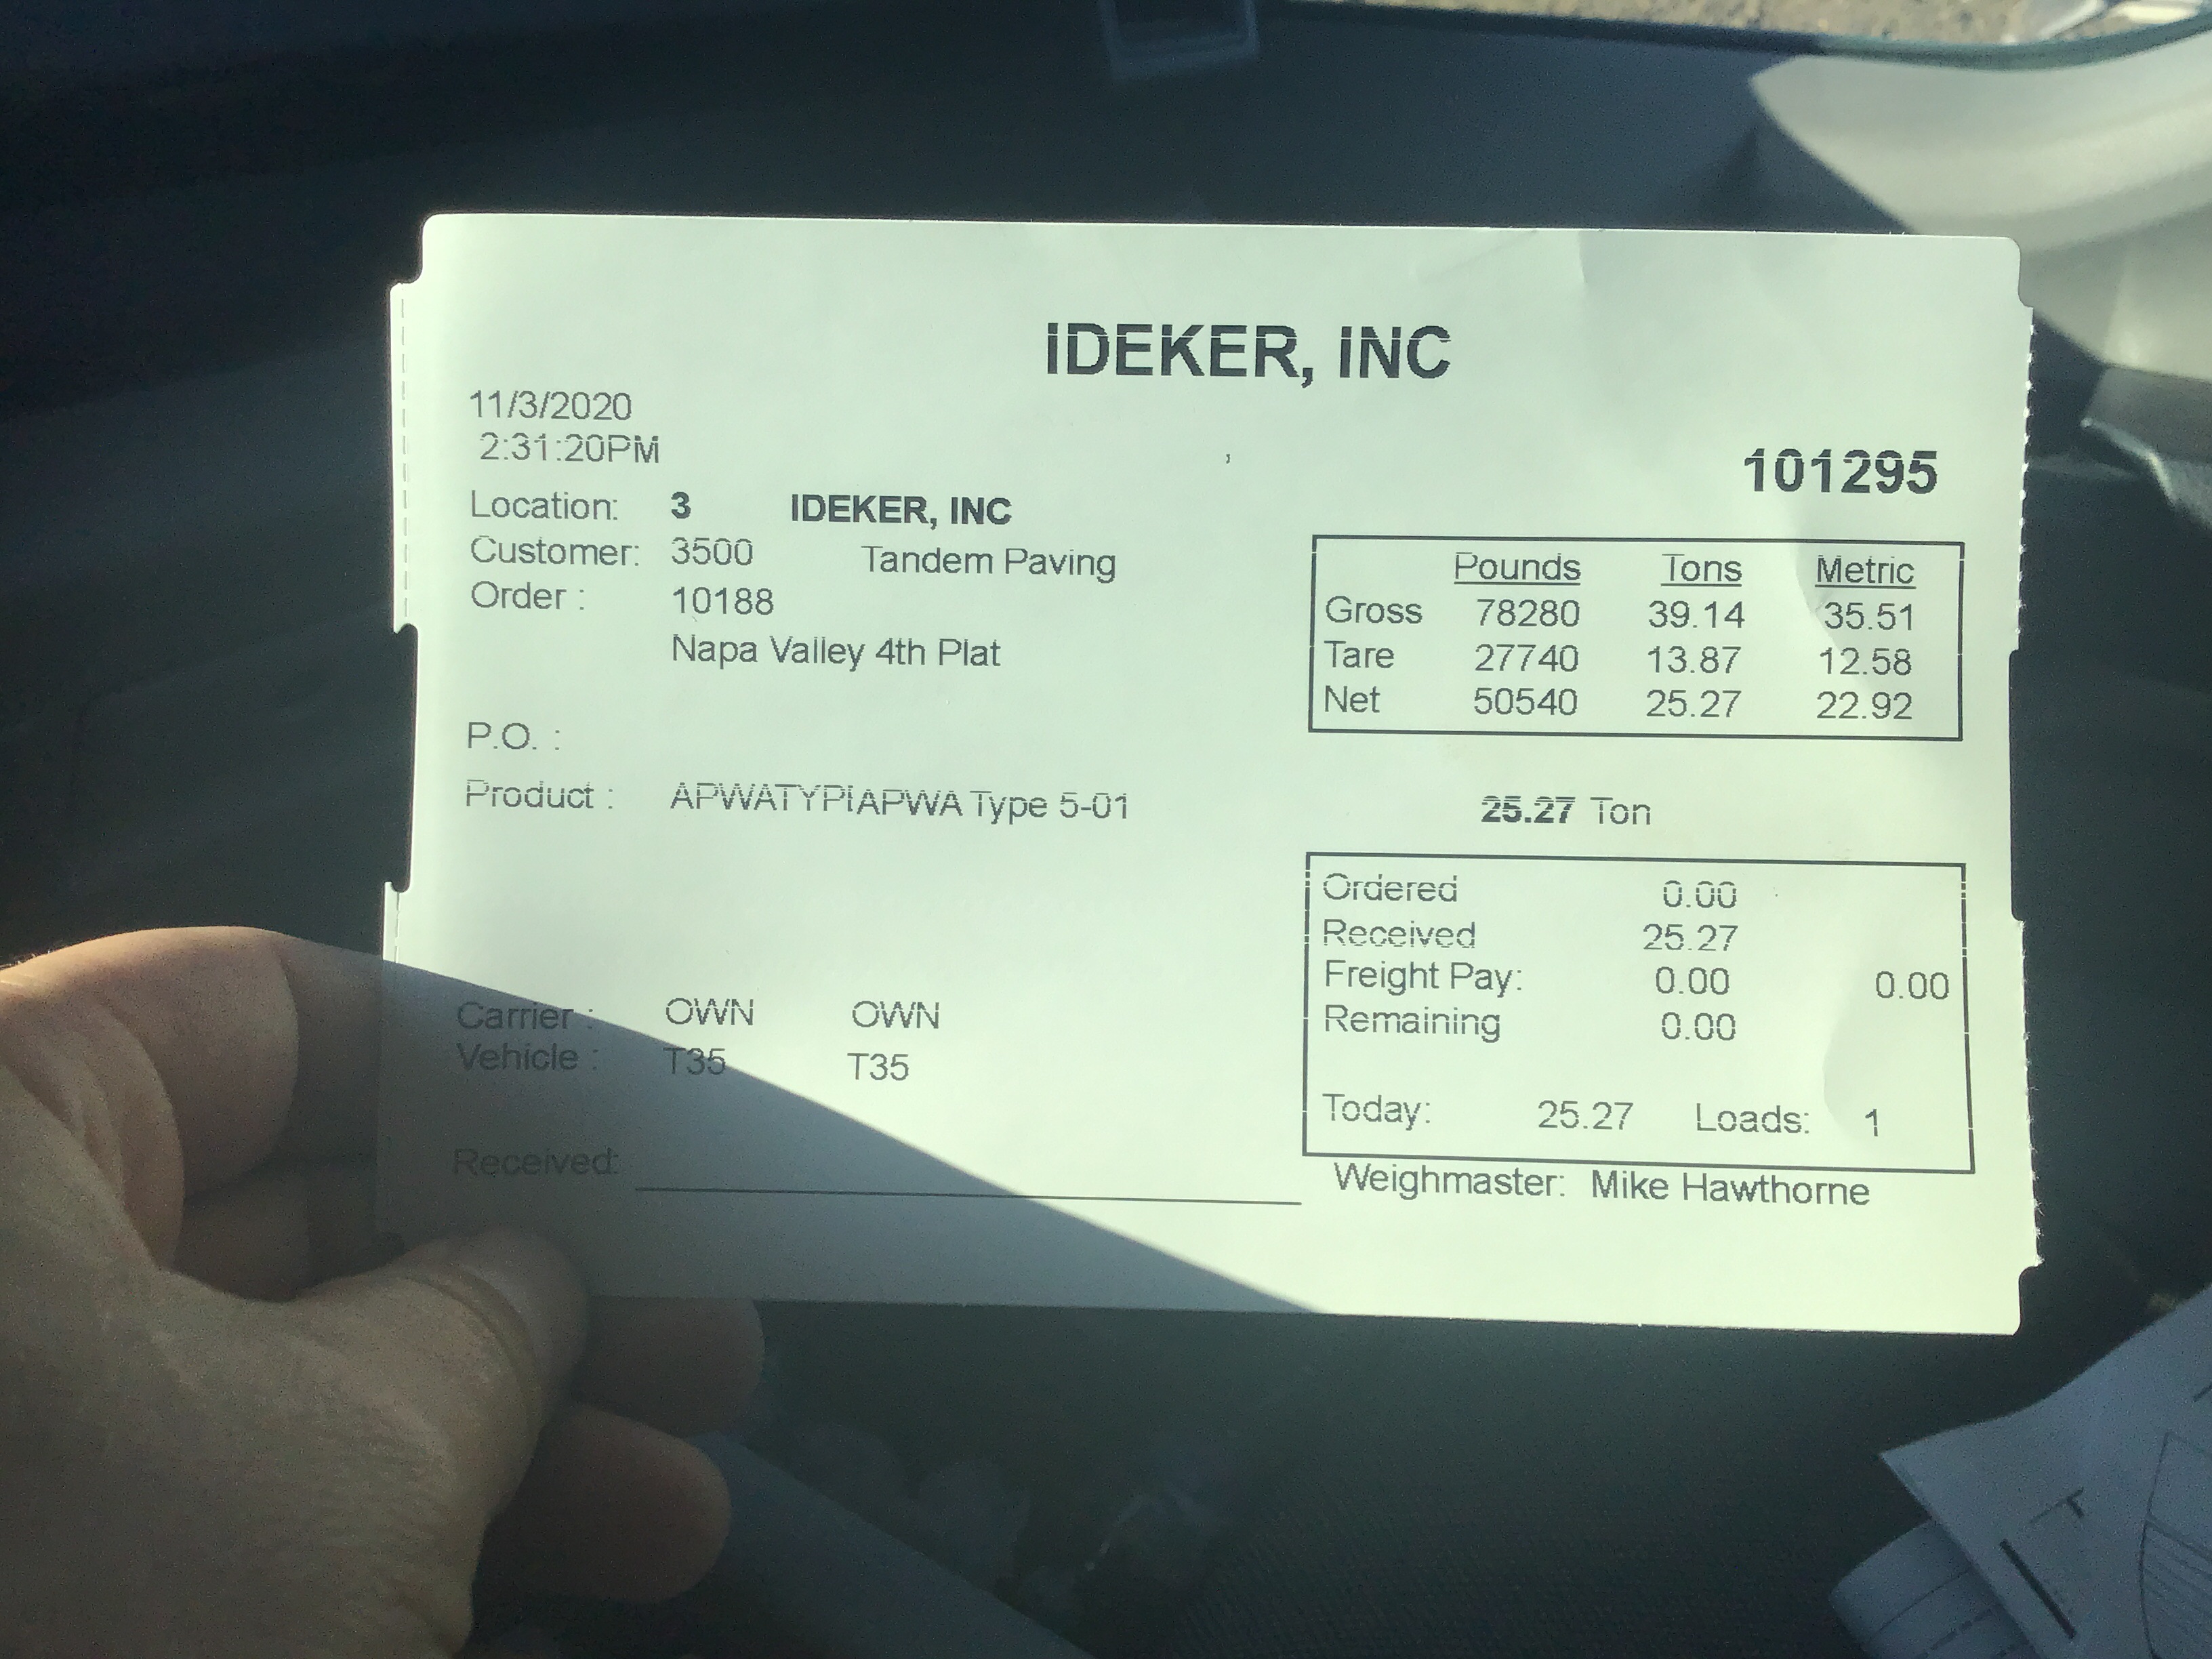 IDEKER, INC
11/3/2020
2:31:20PM
101295
Location: 3 IDEKER, INC
Customer: 3500 Tandem Paving
Order : 10188
Napa Valley 4th Plat
P.O. :
Product : APWATYPIAPWA Type 5-01
Carrier : OWN OWN
Vehicle : T35 T35
Received:
Pounds Tons Metric
Gross 78280 39.14 35.51
Tare 27740 13.87 12.58
Net 50540 25.27 22.92
25.27 Ton
Ordered 0.00
Received 25.27
Freight Pay: 0.00 0.00
Remaining 0.00
Today: 25.27 Loads: 1
Weighmaster: Mike Hawthorne